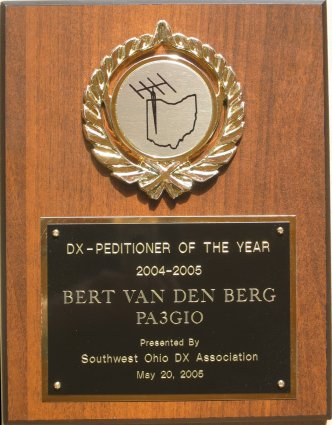 DX-PEDITIONER OF THE YEAR
2004-2005
BERT VAN DEN BERG
PA3GIO
Presented By
Southwest Ohio DX Association
May 20, 2005